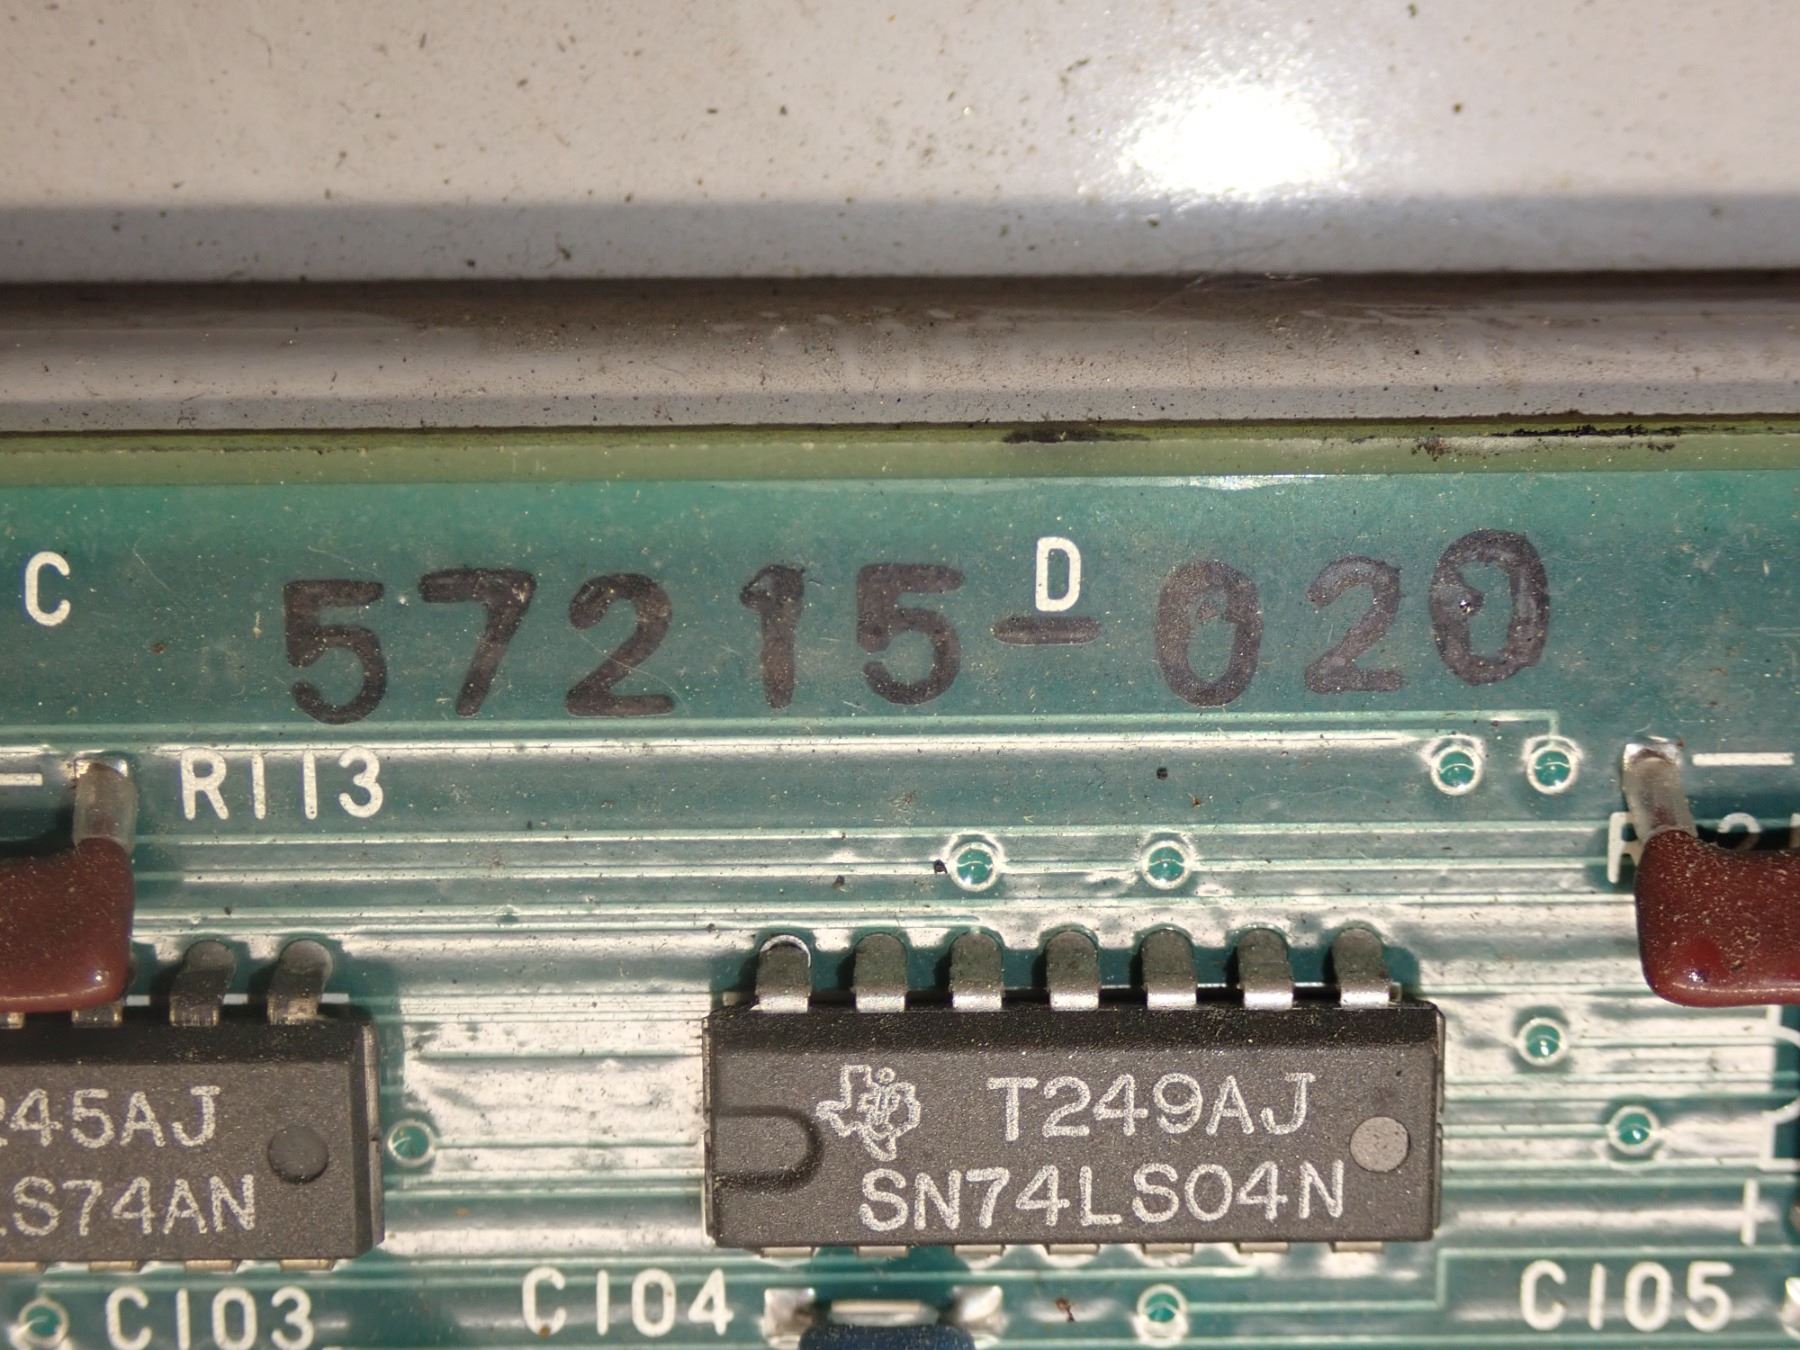 C
D
57215-020
R113
T249AJ
SN74LS04N
245AJ
LS74AN
C103
C104
C105